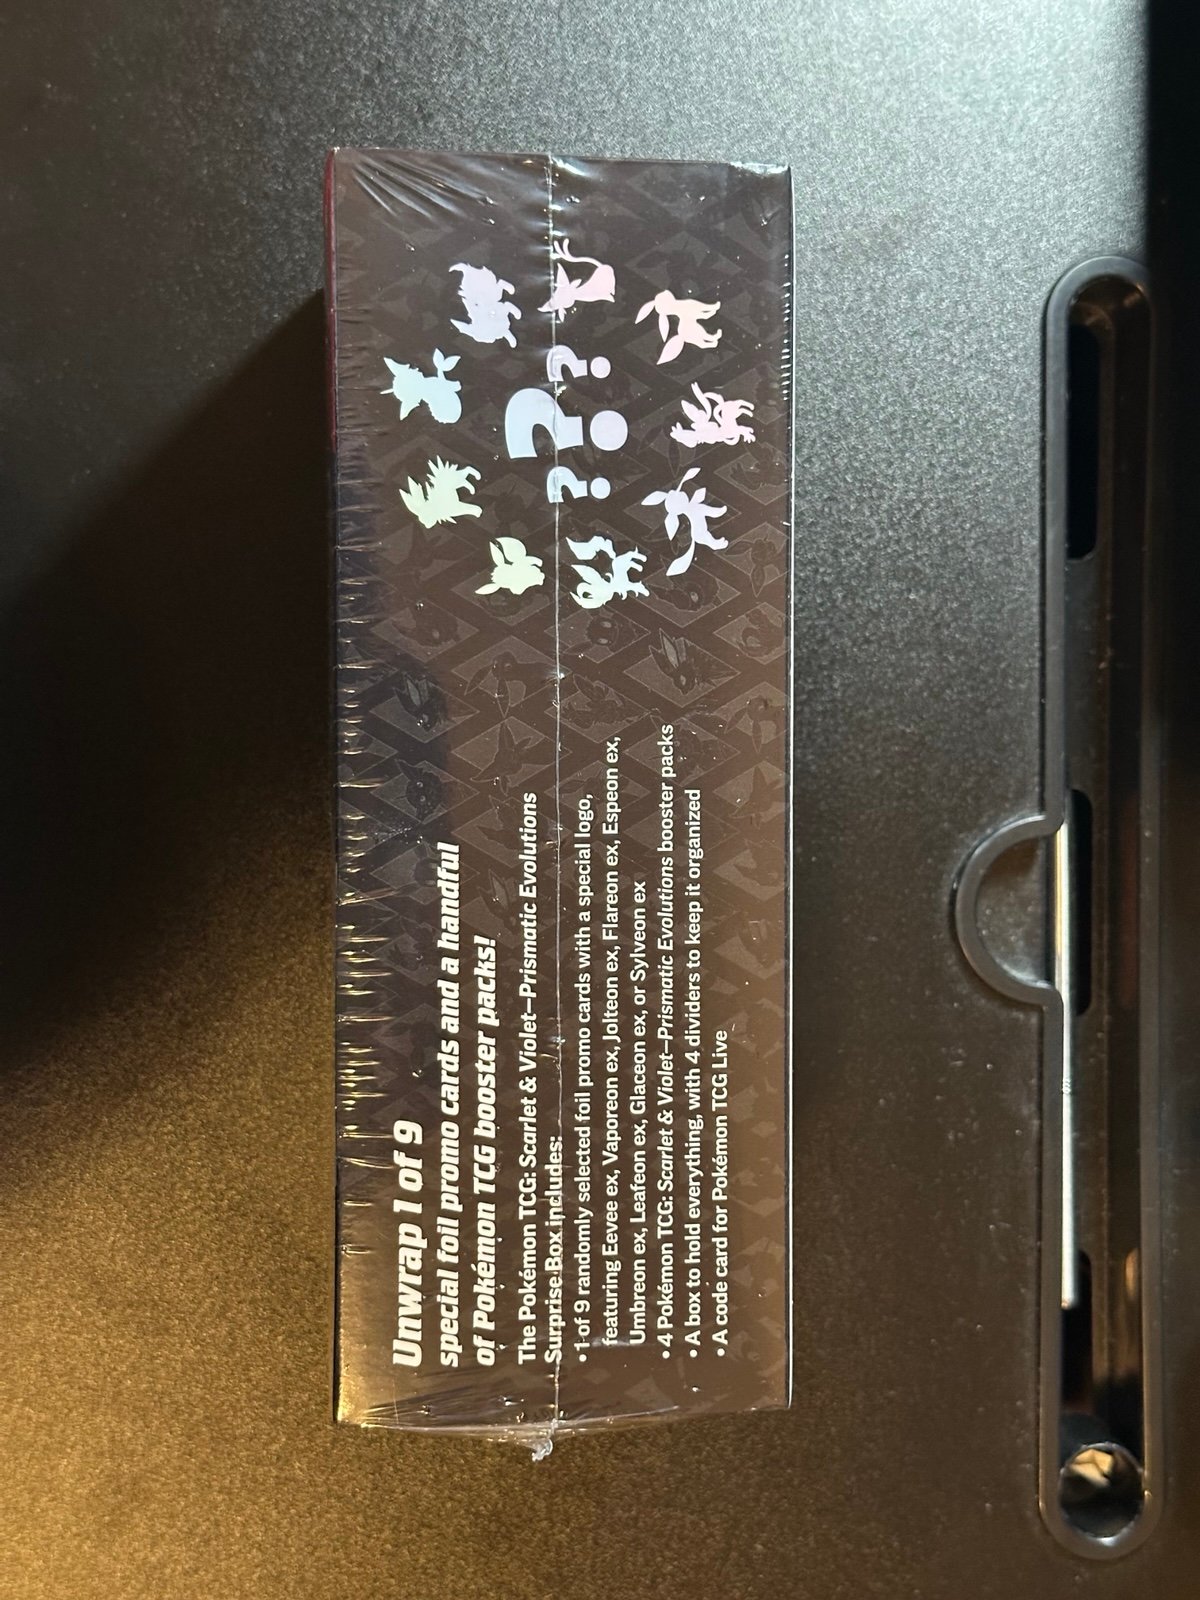 Unwrap 1 of 9
special foil promo cards and a handful
of Pokémon TCG booster packs!
The Pokémon TCG: Scarlet & Violet—Prismatic Evolutions
Surprise Box includes:
• 1 of 9 randomly selected foil promo cards with a special logo,
featuring Eevee ex, Vaporeon ex, Jolteon ex, Flareon ex, Espeon ex,
Umbreon ex, Leafeon ex, Glaceon ex, or Sylveon ex
• 4 Pokémon TCG: Scarlet & Violet—Prismatic Evolutions booster packs
• A box to hold everything, with 4 dividers to keep it organized
• A code card for Pokémon TCG Live
???